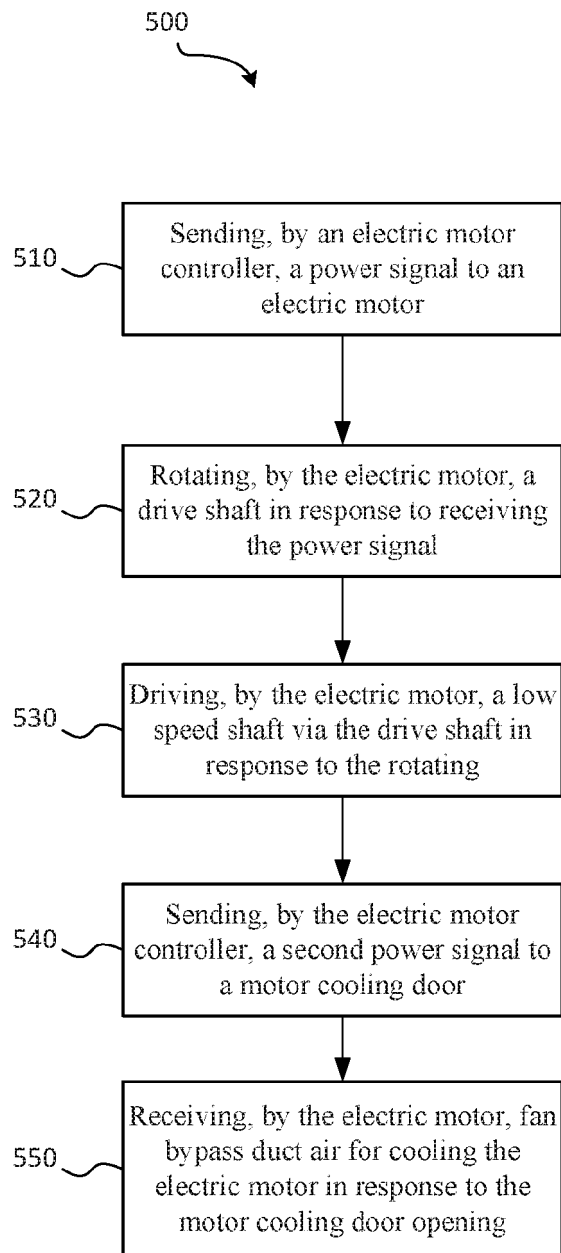 500
510
Sending, by an electric motor
controller, a power signal to an
electric motor
520
Rotating, by the electric motor, a
drive shaft in response to receiving
the power signal
530
Driving, by the electric motor, a low
speed shaft via the drive shaft in
response to the rotating
540
Sending, by the electric motor
controller, a second power signal to
a motor cooling door
550
Receiving, by the electric motor, fan
bypass duct air for cooling the
electric motor in response to the
motor cooling door opening